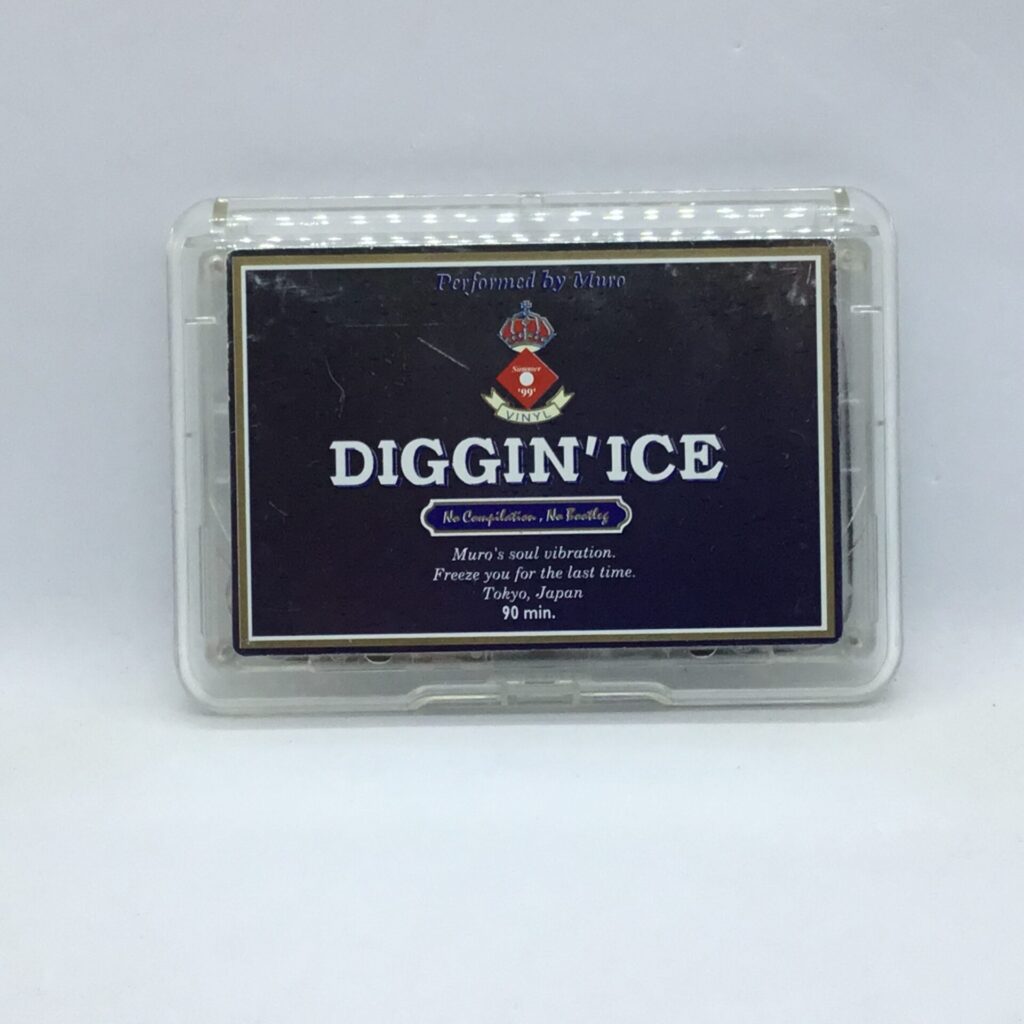 Performed by Muro
Summer
'99'
VINYL
DIGGIN' ICE
No Compilation, No Bootleg
Muro's soul vibration.
Freeze you for the last time.
Tokyo, Japan
90 min.